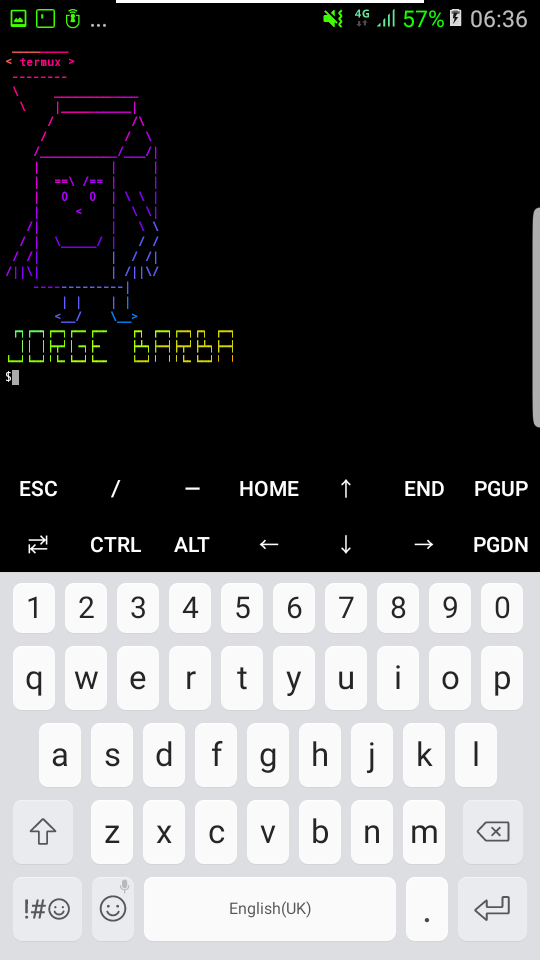 ... 4G 57% 06:36
< termux >
JORGE BARBA
$
ESC / — HOME ↑ END PGUP
CTRL ALT ← ↓ → PGDN
1 2 3 4 5 6 7 8 9 0
q w e r t y u i o p
a s d f g h j k l
z x c v b n m
!#☺ English(UK) .